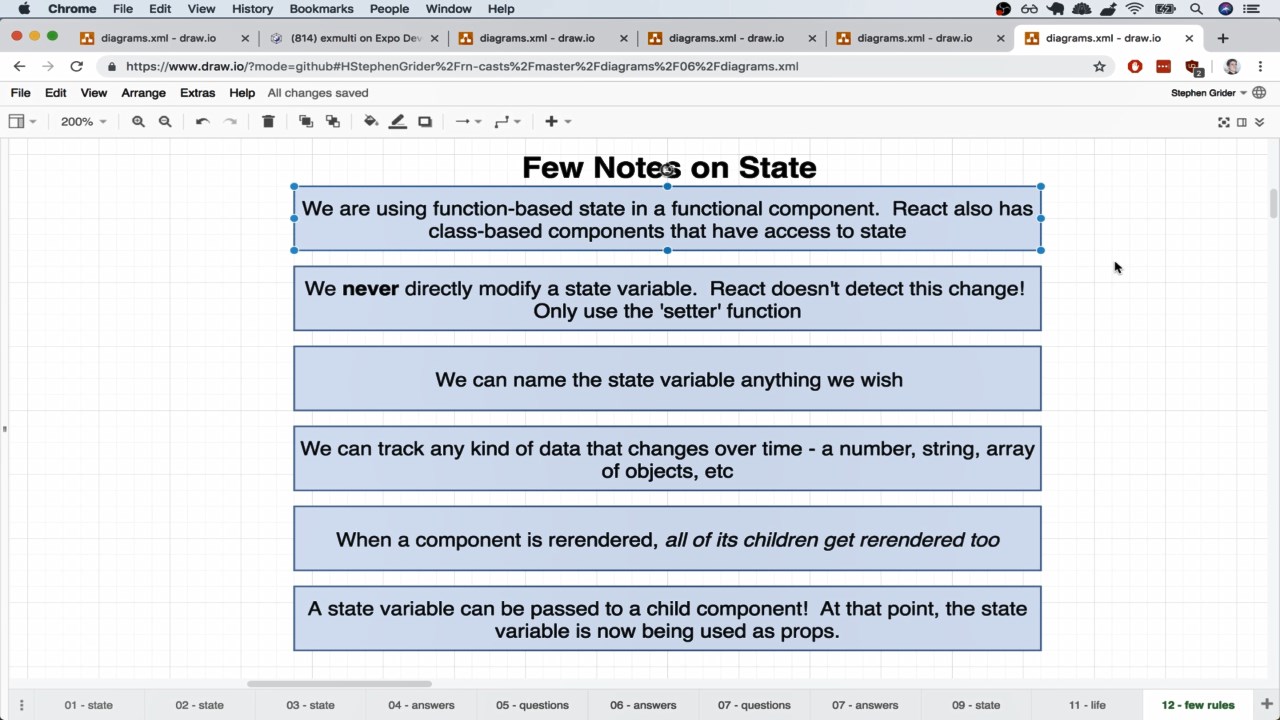 Chrome File Edit View History Bookmarks People Window Help
diagrams.xml - draw.io
(814) exmulti on Expo Dev
diagrams.xml - draw.io
diagrams.xml - draw.io
diagrams.xml - draw.io
diagrams.xml - draw.io
https://www.draw.io/?mode=github#HStephenGrider%2Frn-casts%2Fmaster%2Fdiagrams%2F06%2Fdiagrams.xml
2
File Edit View Arrange Extras Help All changes saved
Stephen Grider
200%
Few Notes on State
We are using function-based state in a functional component.  React also has
class-based components that have access to state
We never directly modify a state variable.  React doesn't detect this change!
Only use the 'setter' function
We can name the state variable anything we wish
We can track any kind of data that changes over time - a number, string, array
of objects, etc
When a component is rerendered, all of its children get rerendered too
A state variable can be passed to a child component!  At that point, the state
variable is now being used as props.
01 - state
02 - state
03 - state
04 - answers
05 - questions
06 - answers
07 - questions
07 - answers
09 - state
11 - life
12 - few rules